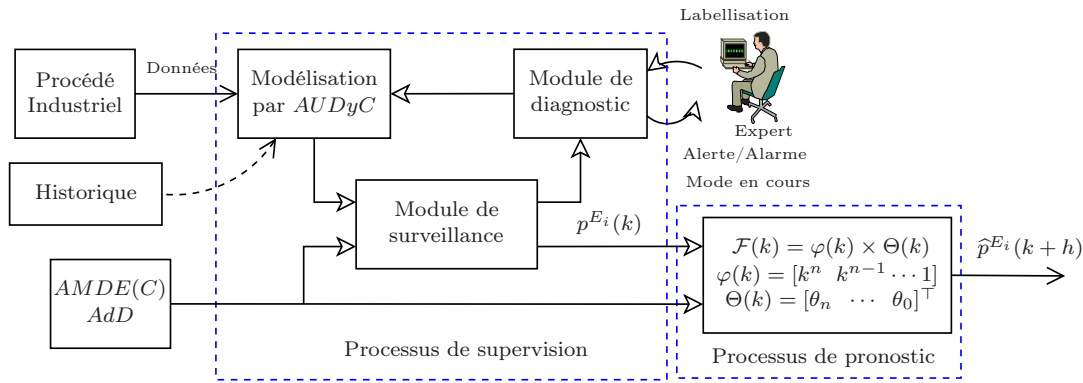 Labellisation
Procédé
Industriel
Données
Modélisation
par AUDyC
Module de
diagnostic
Expert
Alerte/Alarme
Mode en cours
Historique
Module de
surveillance
p^{E_i}(k)
AMDE(C)
AdD
F(k) = φ(k) × Θ(k)
φ(k) = [k^n k^{n−1} ⋯ 1]
Θ(k) = [θ_n ⋯ θ_0]^⊤
p̂^{E_i}(k + h)
Processus de supervision
Processus de pronostic